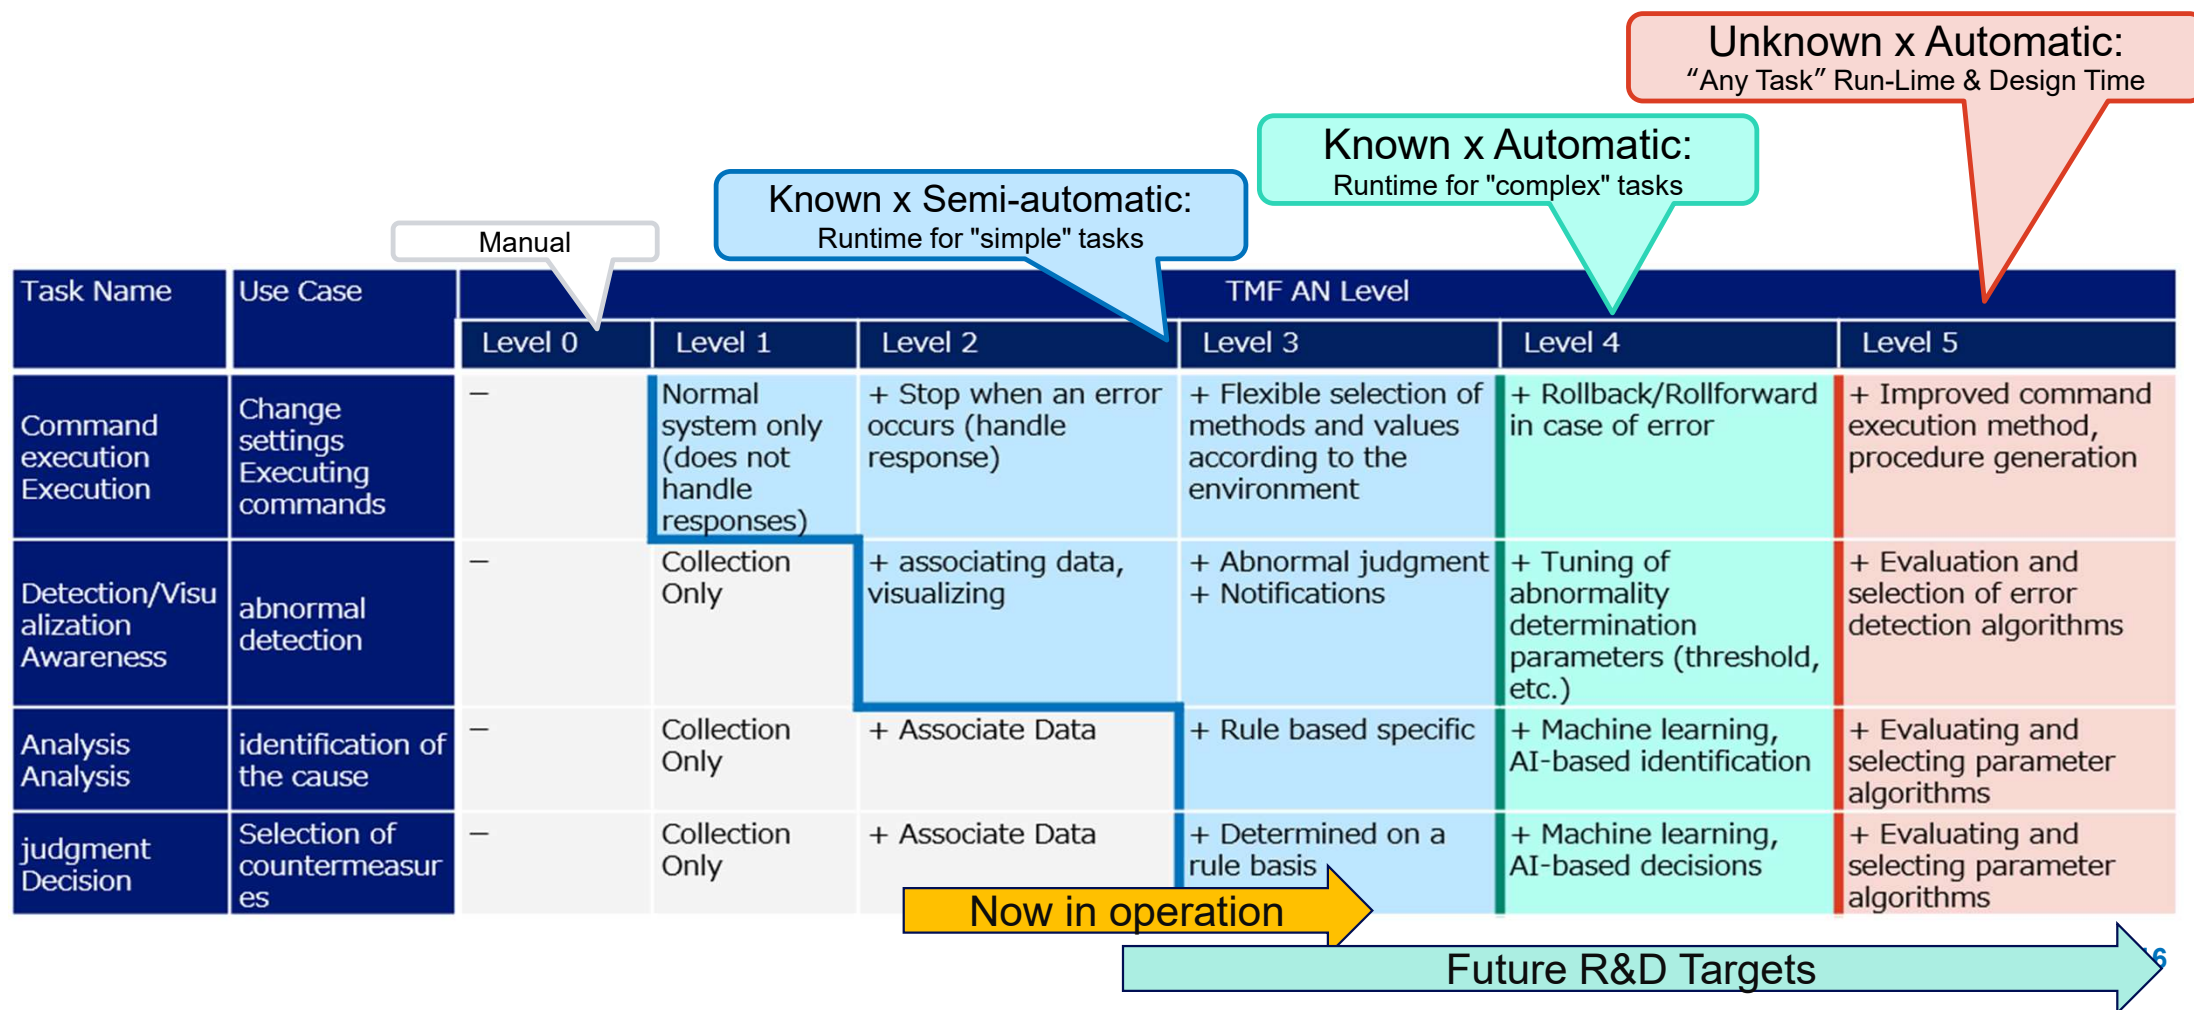 Unknown x Automatic:
“Any Task” Run-Lime & Design Time
Known x Automatic:
Runtime for "complex" tasks
Known x Semi-automatic:
Runtime for "simple" tasks
Manual
Task Name
Use Case
TMF AN Level
Level 0
Level 1
Level 2
Level 3
Level 4
Level 5
Command
execution
Execution
Change
settings
Executing
commands
–
Normal
system only
(does not
handle
responses)
+ Stop when an error
occurs (handle
response)
+ Flexible selection of
methods and values
according to the
environment
+ Rollback/Rollforward
in case of error
+ Improved command
execution method,
procedure generation
Detection/Visu
alization
Awareness
abnormal
detection
–
Collection
Only
+ associating data,
visualizing
+ Abnormal judgment
+ Notifications
+ Tuning of
abnormality
determination
parameters (threshold,
etc.)
+ Evaluation and
selection of error
detection algorithms
Analysis
Analysis
identification of
the cause
–
Collection
Only
+ Associate Data
+ Rule based specific
+ Machine learning,
AI-based identification
+ Evaluating and
selecting parameter
algorithms
judgment
Decision
Selection of
countermeasur
es
–
Collection
Only
+ Associate Data
+ Determined on a
rule basis
+ Machine learning,
AI-based decisions
+ Evaluating and
selecting parameter
algorithms
Now in operation
Future R&D Targets